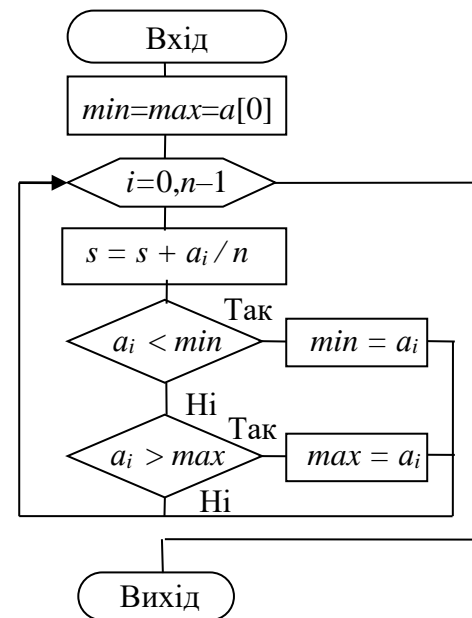 Вхід
min=max=a[0]
i=0,n–1
s = s + aᵢ / n
Так
aᵢ < min
min = aᵢ
Ні
Так
aᵢ > max
max = aᵢ
Ні
Вихід